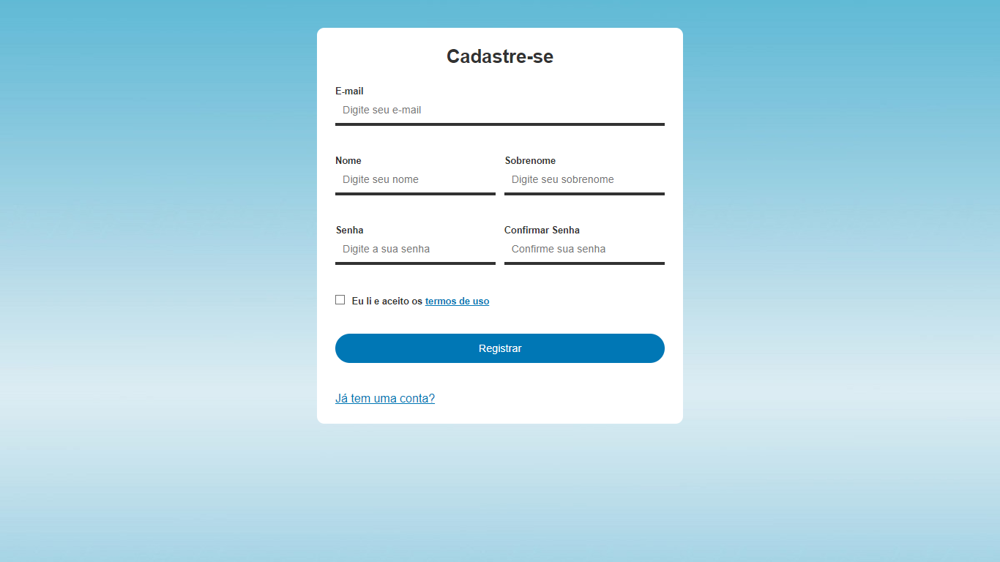 Cadastre-se
E-mail
Digite seu e-mail
Nome Sobrenome
Digite seu nome Digite seu sobrenome
Senha Confirmar Senha
Digite a sua senha Confirme sua senha
Eu li e aceito os termos de uso
Registrar
Já tem uma conta?